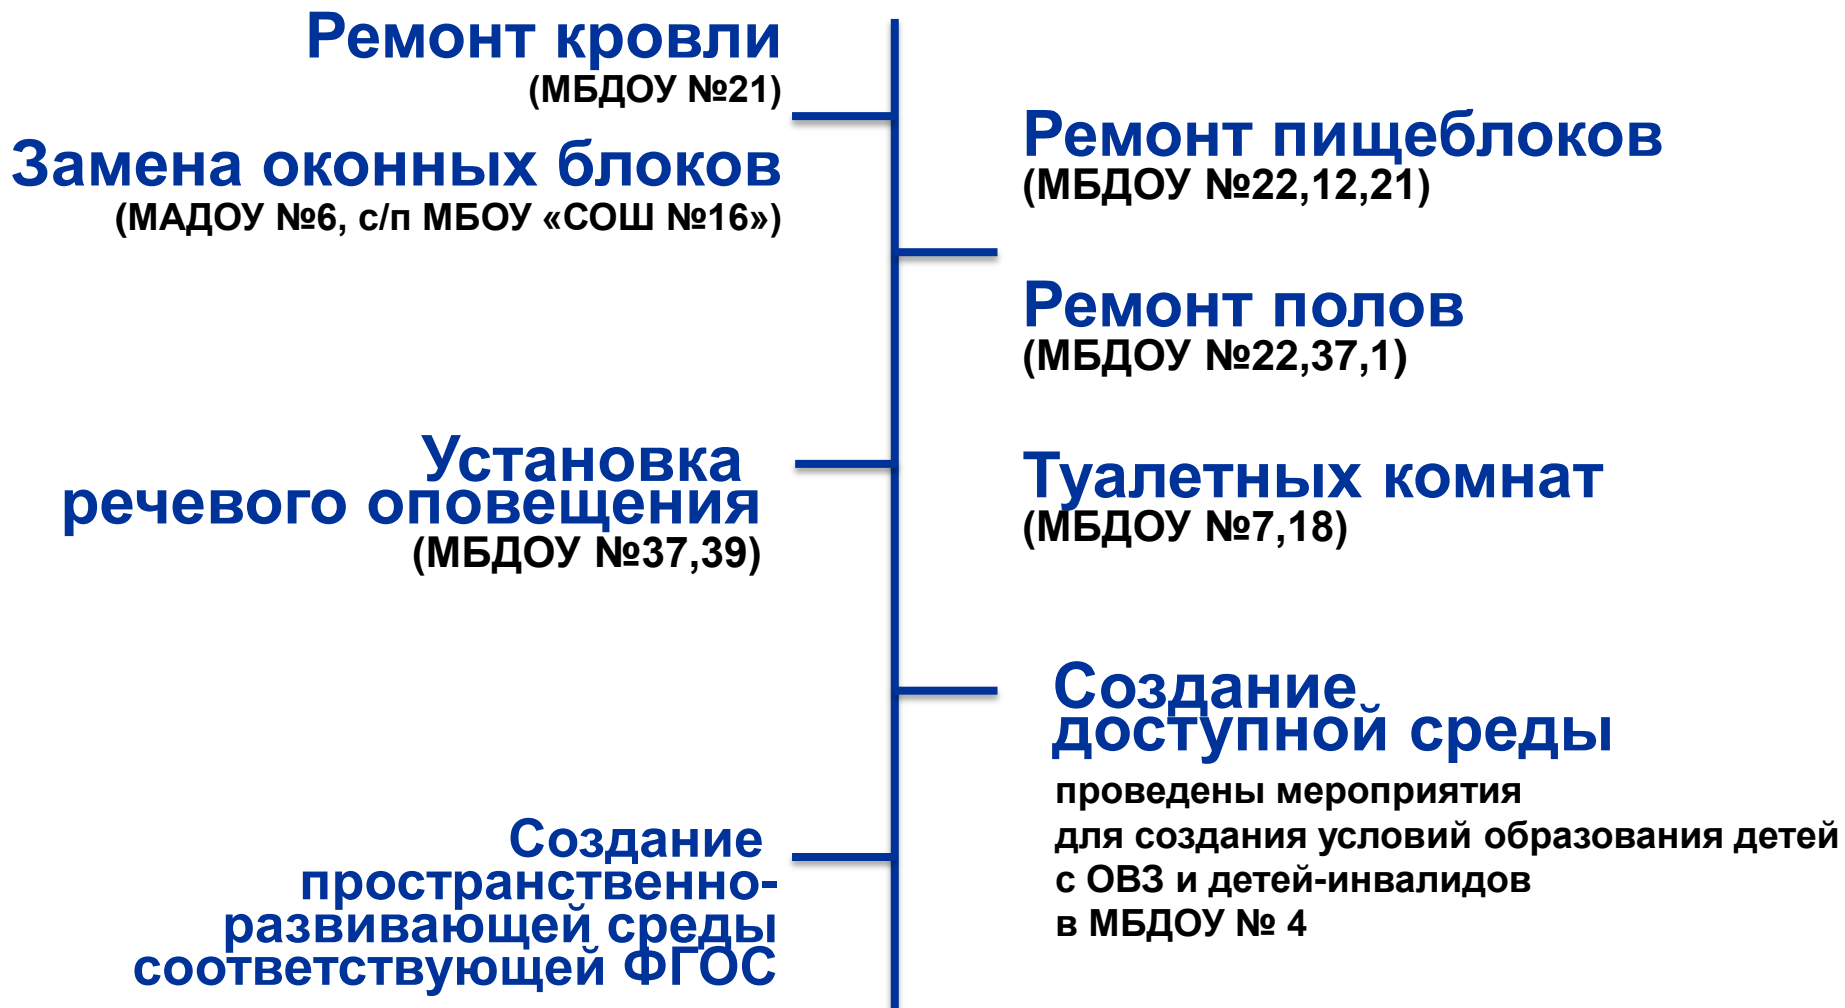 Ремонт кровли
(МБДОУ №21)
Замена оконных блоков
(МАДОУ №6, с/п МБОУ «СОШ №16»)
Ремонт пищеблоков
(МБДОУ №22,12,21)
Ремонт полов
(МБДОУ №22,37,1)
Туалетных комнат
(МБДОУ №7,18)
Установка
речевого оповещения
(МБДОУ №37,39)
Создание
доступной среды
проведены мероприятия
для создания условий образования детей
с ОВЗ и детей-инвалидов
в МБДОУ № 4
Создание
пространственно-
развивающей среды
соответствующей ФГОС